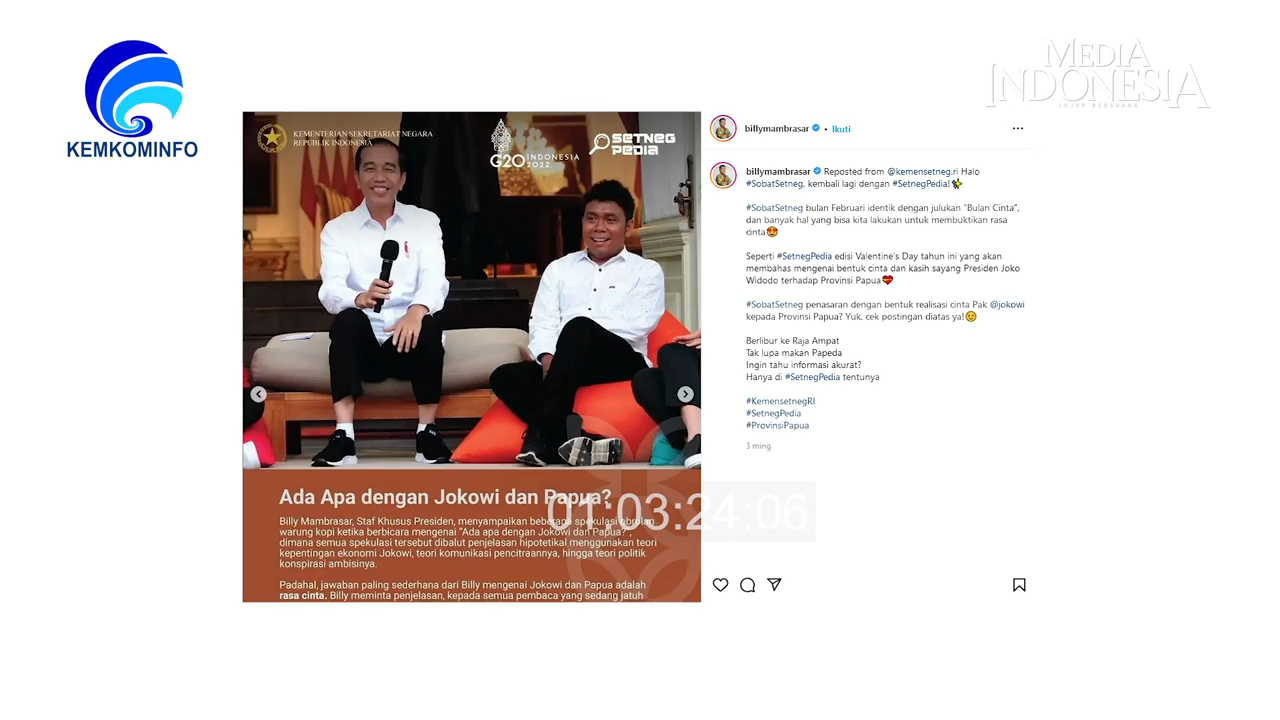 KEMKOMINFO
MEDIA
INDONESIA
JUJUR BERSUARA
KEMENTERIAN SEKRETARIAT NEGARA
REPUBLIK INDONESIA
G20 INDONESIA
2022
SETNEG
PEDIA
Ada Apa dengan Jokowi dan Papua?
Billy Mambrasar, Staf Khusus Presiden, menyampaikan beberapa spekulasi obrolan
warung kopi ketika berbicara mengenai "Ada apa dengan Jokowi dan Papua?",
dimana semua spekulasi tersebut dibalut penjelasan hipotetikal menggunakan teori
kepentingan ekonomi Jokowi, teori komunikasi pencitraannya, hingga teori politik
konspirasi ambisinya.
Padahal, jawaban paling sederhana dari Billy mengenai Jokowi dan Papua adalah
rasa cinta. Billy meminta penjelasan, kepada semua pembaca yang sedang jatuh
01:03:24:06
billymambrasar • Ikuti
billymambrasar Reposted from @kemensetneg.ri Halo
#SobatSetneg, kembali lagi dengan #SetnegPedia!
#SobatSetneg bulan Februari identik dengan julukan "Bulan Cinta",
dan banyak hal yang bisa kita lakukan untuk membuktikan rasa
cinta😍
Seperti #SetnegPedia edisi Valentine's Day tahun ini yang akan
membahas mengenai bentuk cinta dan kasih sayang Presiden Joko
Widodo terhadap Provinsi Papua💝
#SobatSetneg penasaran dengan bentuk realisasi cinta Pak @jokowi
kepada Provinsi Papua? Yuk, cek postingan diatas ya!😉
Berlibur ke Raja Ampat
Tak lupa makan Papeda
Ingin tahu informasi akurat?
Hanya di #SetnegPedia tentunya
#KemensetnegRI
#SetnegPedia
#ProvinsiPapua
3 ming